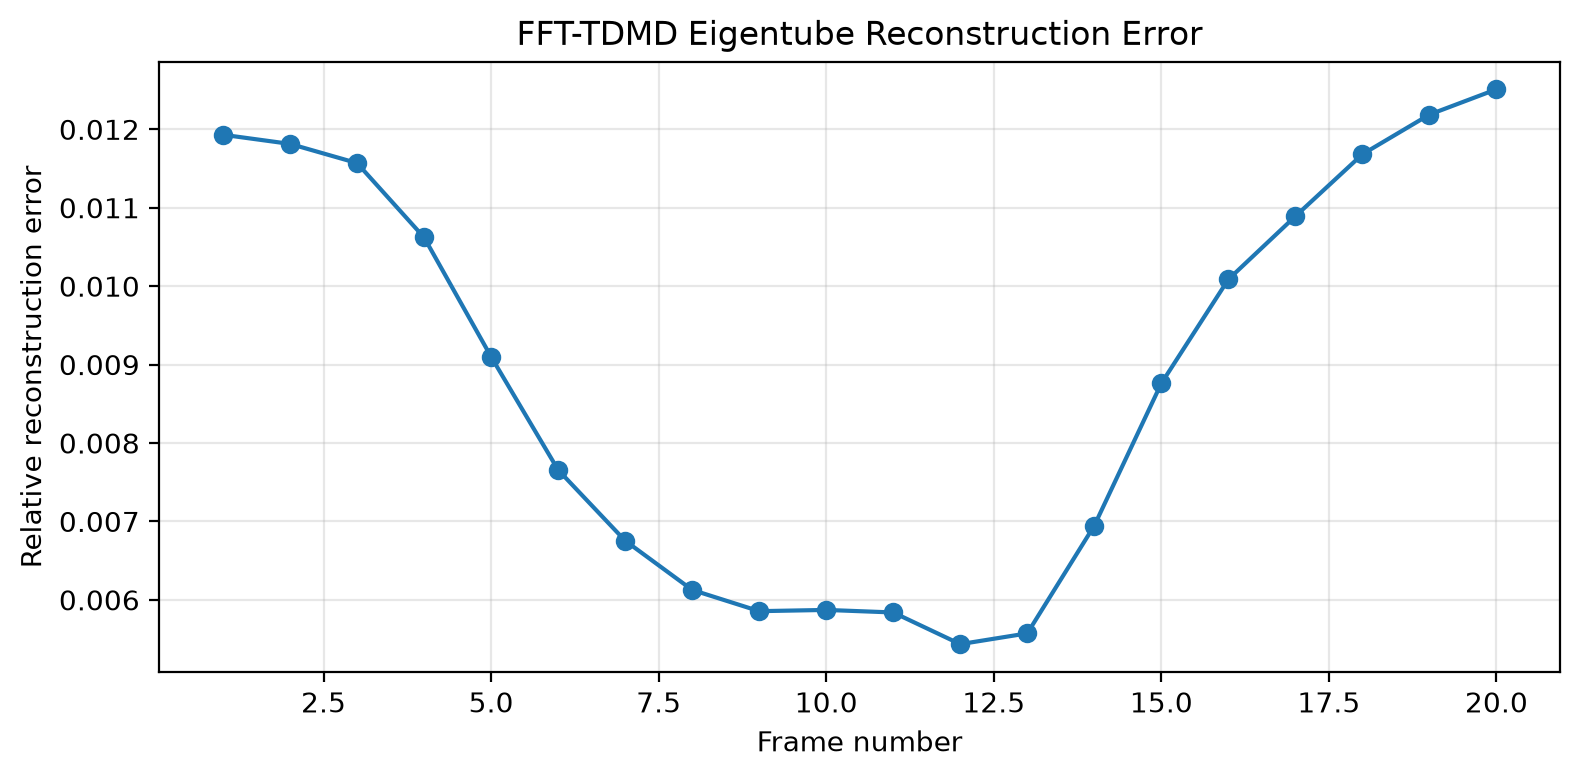 FFT-TDMD Eigentube Reconstruction Error
Relative reconstruction error
0.012
0.011
0.010
0.009
0.008
0.007
0.006
2.5 5.0 7.5 10.0 12.5 15.0 17.5 20.0
Frame number